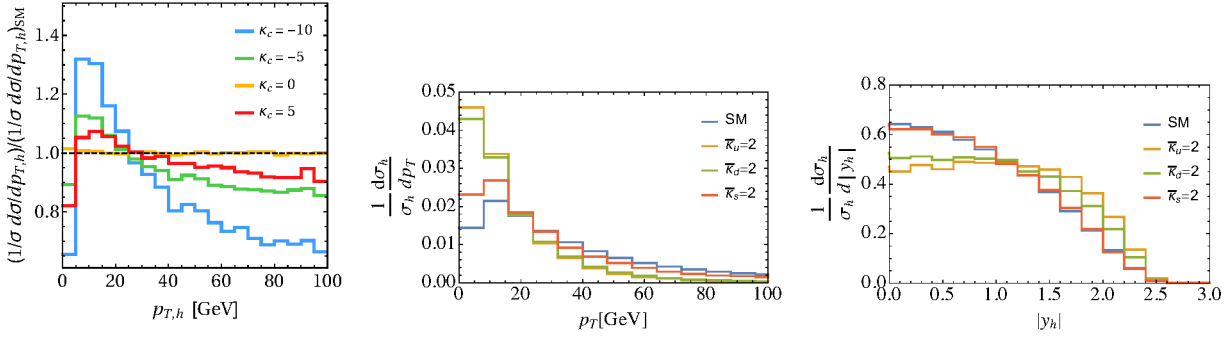 (1/σ dσ/dp_{T,h})/(1/σ dσ/dp_{T,h})_{SM}
1.4
1.2
1.0
0.8
κ_c = −10
κ_c = −5
κ_c = 0
κ_c = 5
0 20 40 60 80 100
p_{T,h} [GeV]
1/σ_h dσ_h/dp_T
0.05
0.04
0.03
0.02
0.01
0.00
SM
κ̄_u=2
κ̄_d=2
κ̄_s=2
0 20 40 60 80 100
p_T[GeV]
1/σ_h dσ_h/d|y_h|
0.8
0.6
0.4
0.2
0.0
SM
κ̄_u=2
κ̄_d=2
κ̄_s=2
0.0 0.5 1.0 1.5 2.0 2.5 3.0
|y_h|